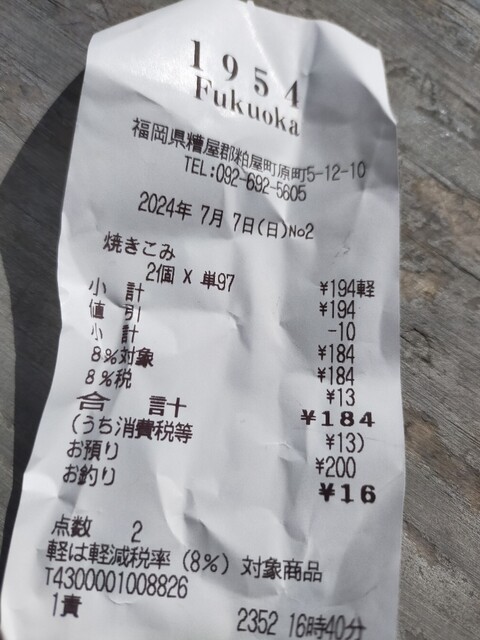 1954
Fukuoka
福岡県糟屋郡粕屋町原町5-12-10
TEL:092-692-5605
2024年 7月 7日(日)No2
焼きこみ
2個 X 単97 ¥194軽
小 計 ¥194
値 引 -10
小 計 ¥184
8%対象 ¥184
8%税 ¥13
合 計 ¥184
(うち消費税等 ¥13)
お預り ¥200
お釣り ¥16
点数 2
軽は軽減税率(8%)対象商品
T4300001008826
1責 2352 16時40分